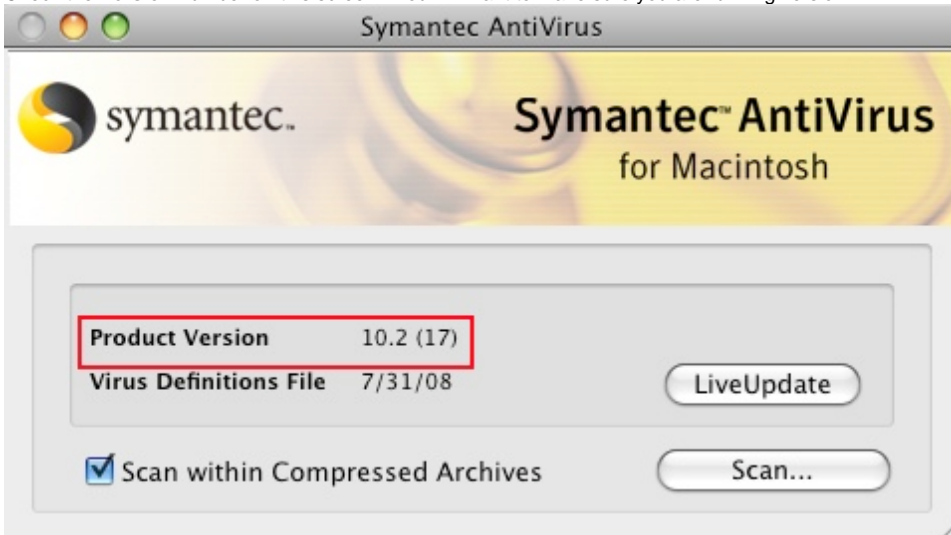 Symantec AntiVirus
symantec.
Symantec™ AntiVirus
for Macintosh
Product Version 10.2 (17)
Virus Definitions File 7/31/08
LiveUpdate
Scan within Compressed Archives
Scan...